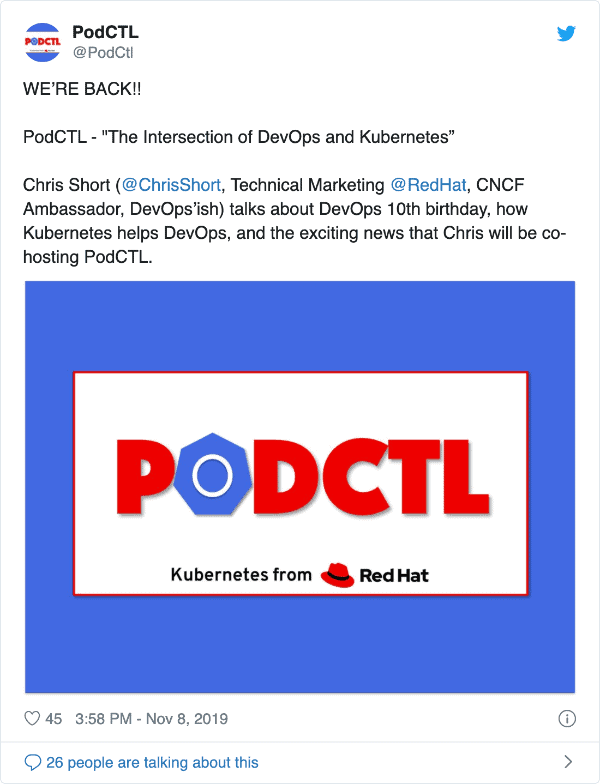 PODCTL
PodCTL
@PodCtl
WE’RE BACK!!
PodCTL - "The Intersection of DevOps and Kubernetes”
Chris Short (@ChrisShort, Technical Marketing @RedHat, CNCF
Ambassador, DevOps’ish) talks about DevOps 10th birthday, how
Kubernetes helps DevOps, and the exciting news that Chris will be co-
hosting PodCTL.
PODCTL
Kubernetes from Red Hat
45 3:58 PM - Nov 8, 2019
26 people are talking about this